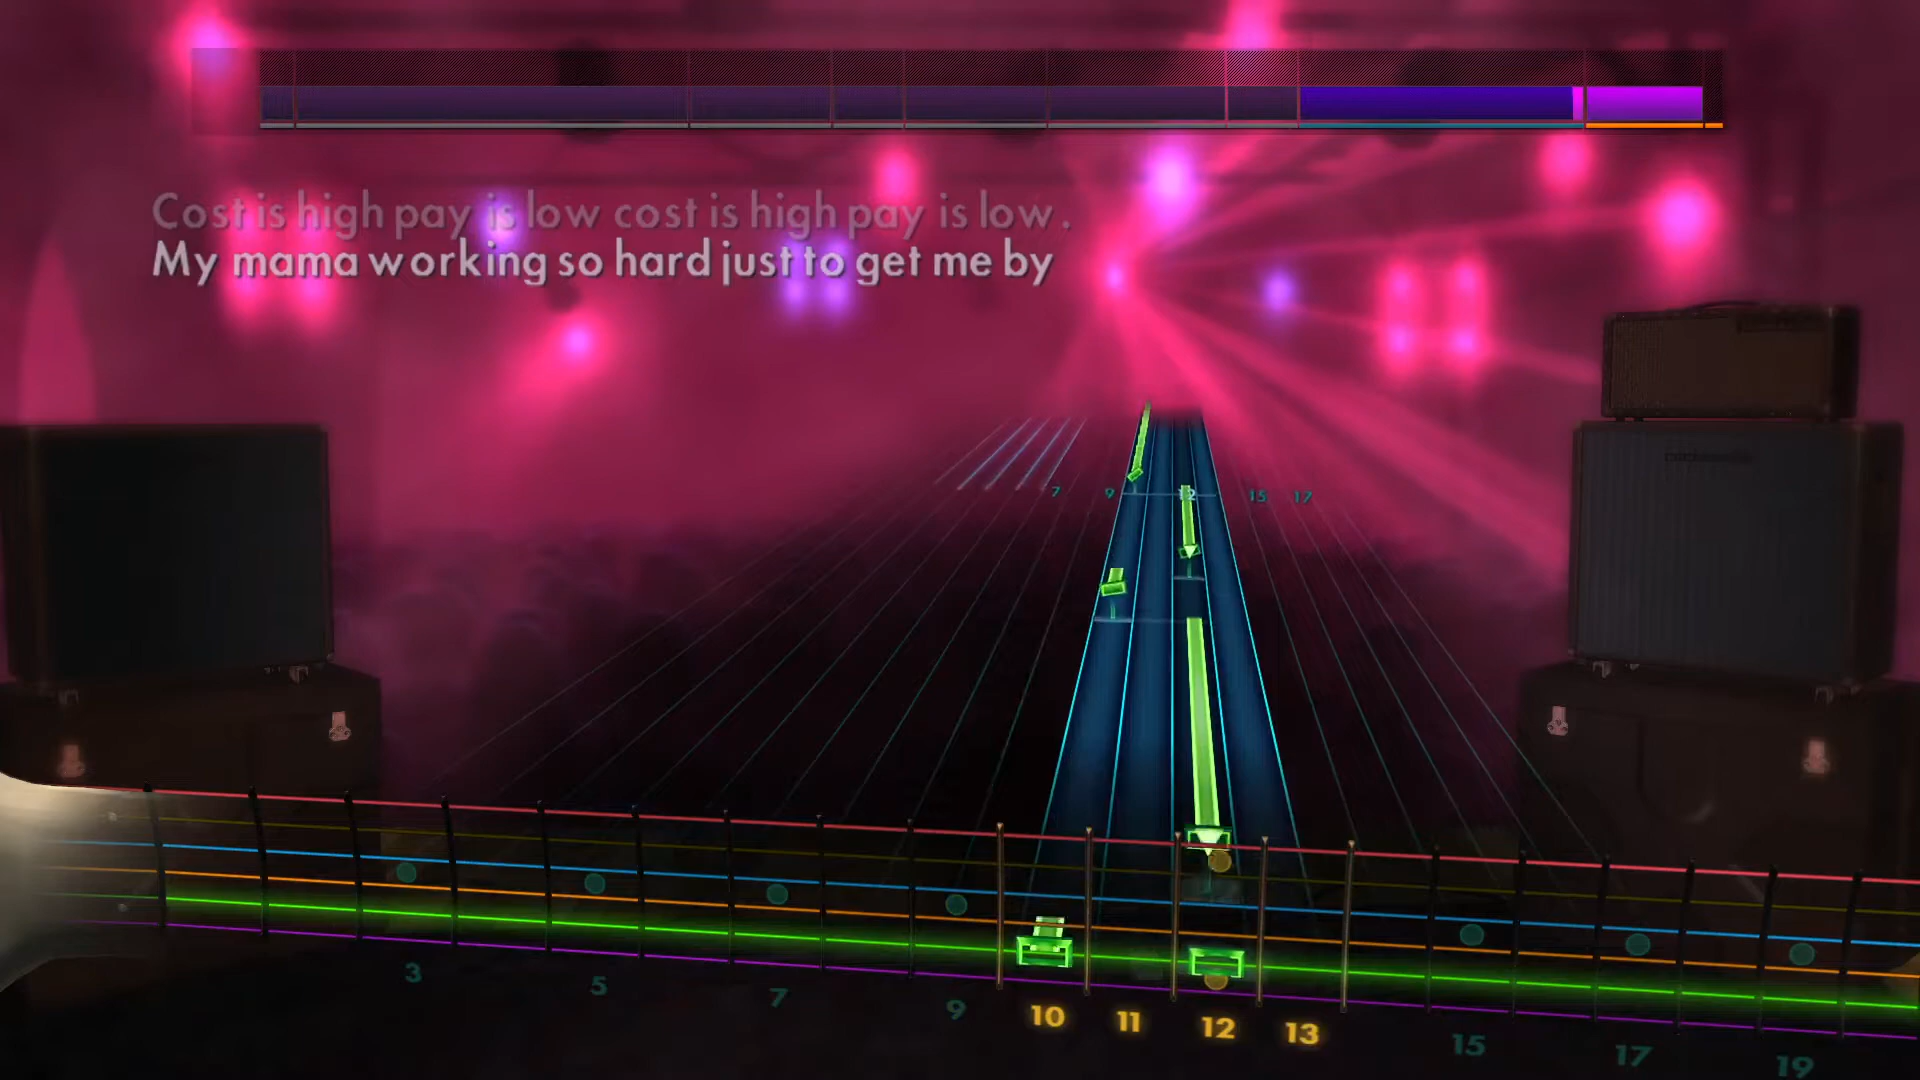 Cost is high pay is low cost is high pay is low.
My mama working so hard just to get me by
7 9 12 15 17
3 5 7 9 10 11 12 13 15 17 19